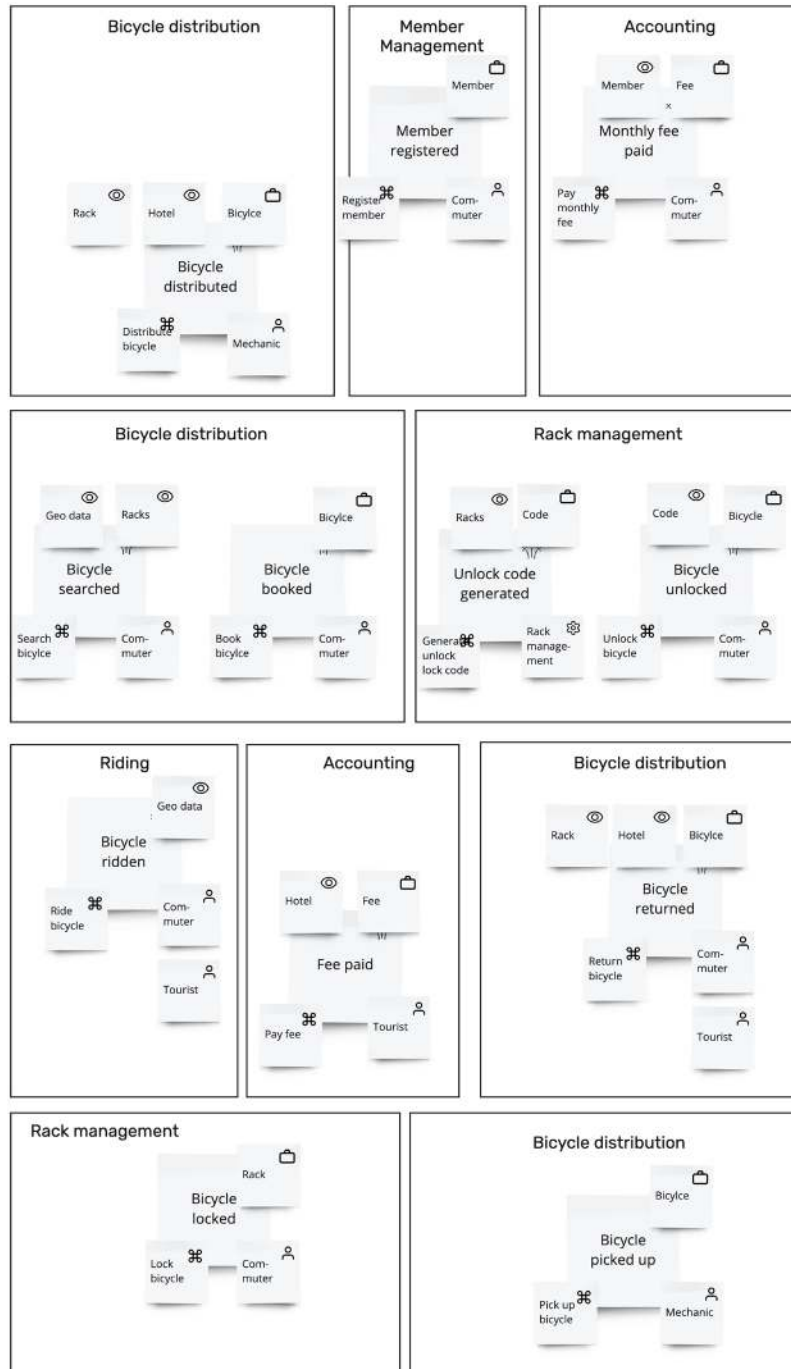 Bicycle distribution
Rack
Hotel
Bicylce
Bicycle
distributed
Distribute
bicycle
Mechanic
Member
Management
Member
Member
registered
Register
member
Com-
muter
Accounting
Member
Fee
Monthly fee
paid
Pay
monthly
fee
Com-
muter
Bicycle distribution
Geo data
Racks
Bicycle
searched
Search
bicylce
Com-
muter
Bicylce
Bicycle
booked
Book
bicylce
Com-
muter
Rack management
Racks
Code
Unlock code
generated
Generate
unlock
lock code
Rack
manage-
ment
Code
Bicycle
Bicycle
unlocked
Unlock
bicycle
Com-
muter
Riding
Geo data
Bicycle
ridden
Ride
bicycle
Com-
muter
Tourist
Accounting
Hotel
Fee
Fee paid
Pay fee
Tourist
Bicycle distribution
Rack
Hotel
Bicylce
Bicycle
returned
Return
bicycle
Com-
muter
Tourist
Rack management
Rack
Bicycle
locked
Lock
bicycle
Com-
muter
Bicycle distribution
Bicylce
Bicycle
picked up
Pick up
bicycle
Mechanic